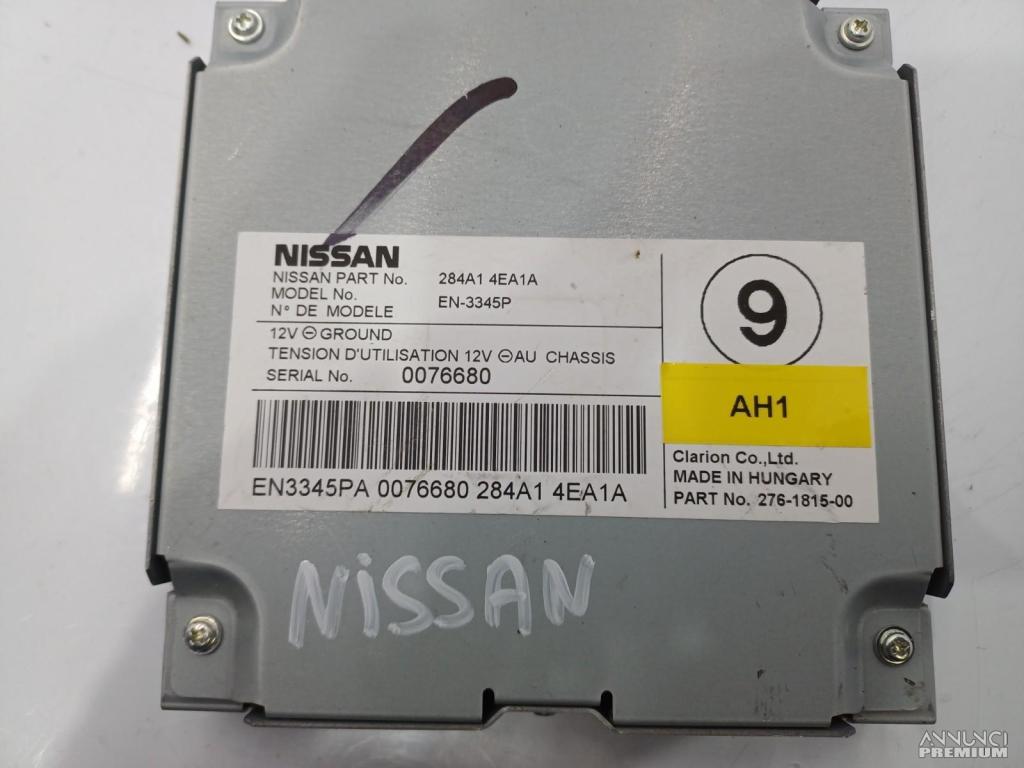 NISSAN
NISSAN PART No. 284A1 4EA1A
MODEL No. EN-3345P
N° DE MODELE
12V ⊖ GROUND
TENSION D'UTILISATION 12V ⊖ AU CHASSIS
SERIAL No. 0076680
EN3345PA 0076680 284A1 4EA1A
9
AH1
Clarion Co.,Ltd.
MADE IN HUNGARY
PART No. 276-1815-00
NiSSAN
ANNUNCI
PREMIUM